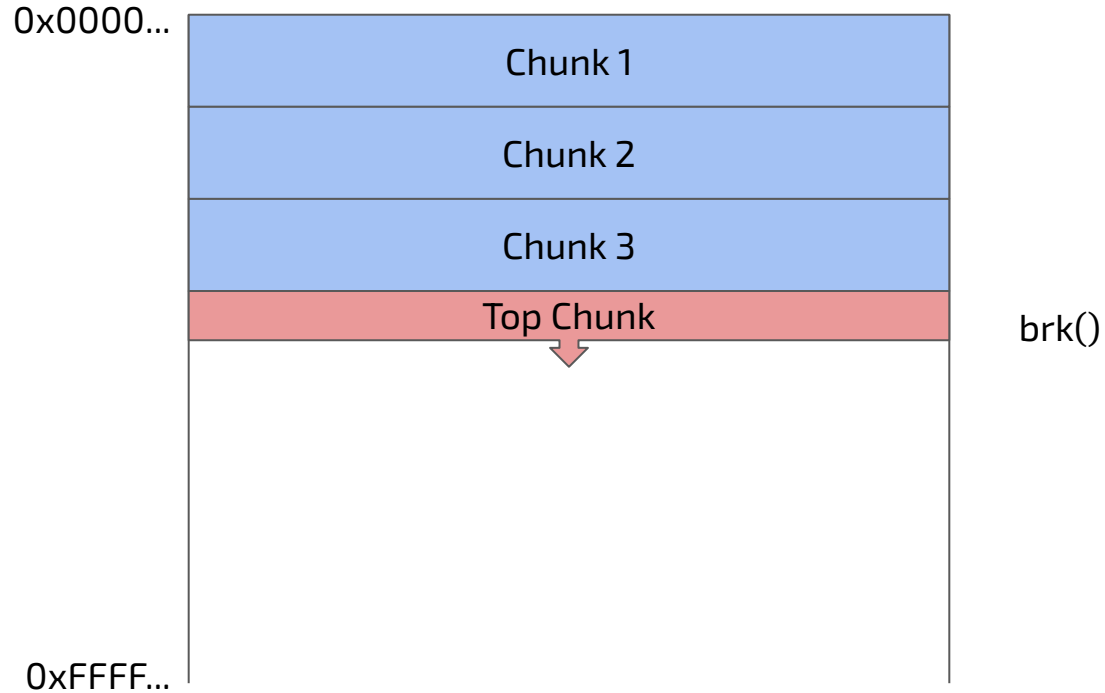 0x0000...
Chunk 1
Chunk 2
Chunk 3
Top Chunk
brk()
0xFFFF...